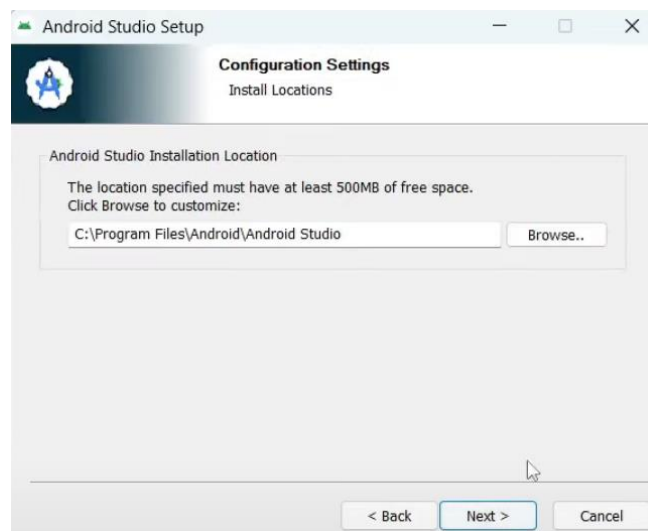 Android Studio Setup
Configuration Settings
Install Locations
Android Studio Installation Location
The location specified must have at least 500MB of free space.
Click Browse to customize:
C:\Program Files\Android\Android Studio
Browse..
< Back
Next >
Cancel